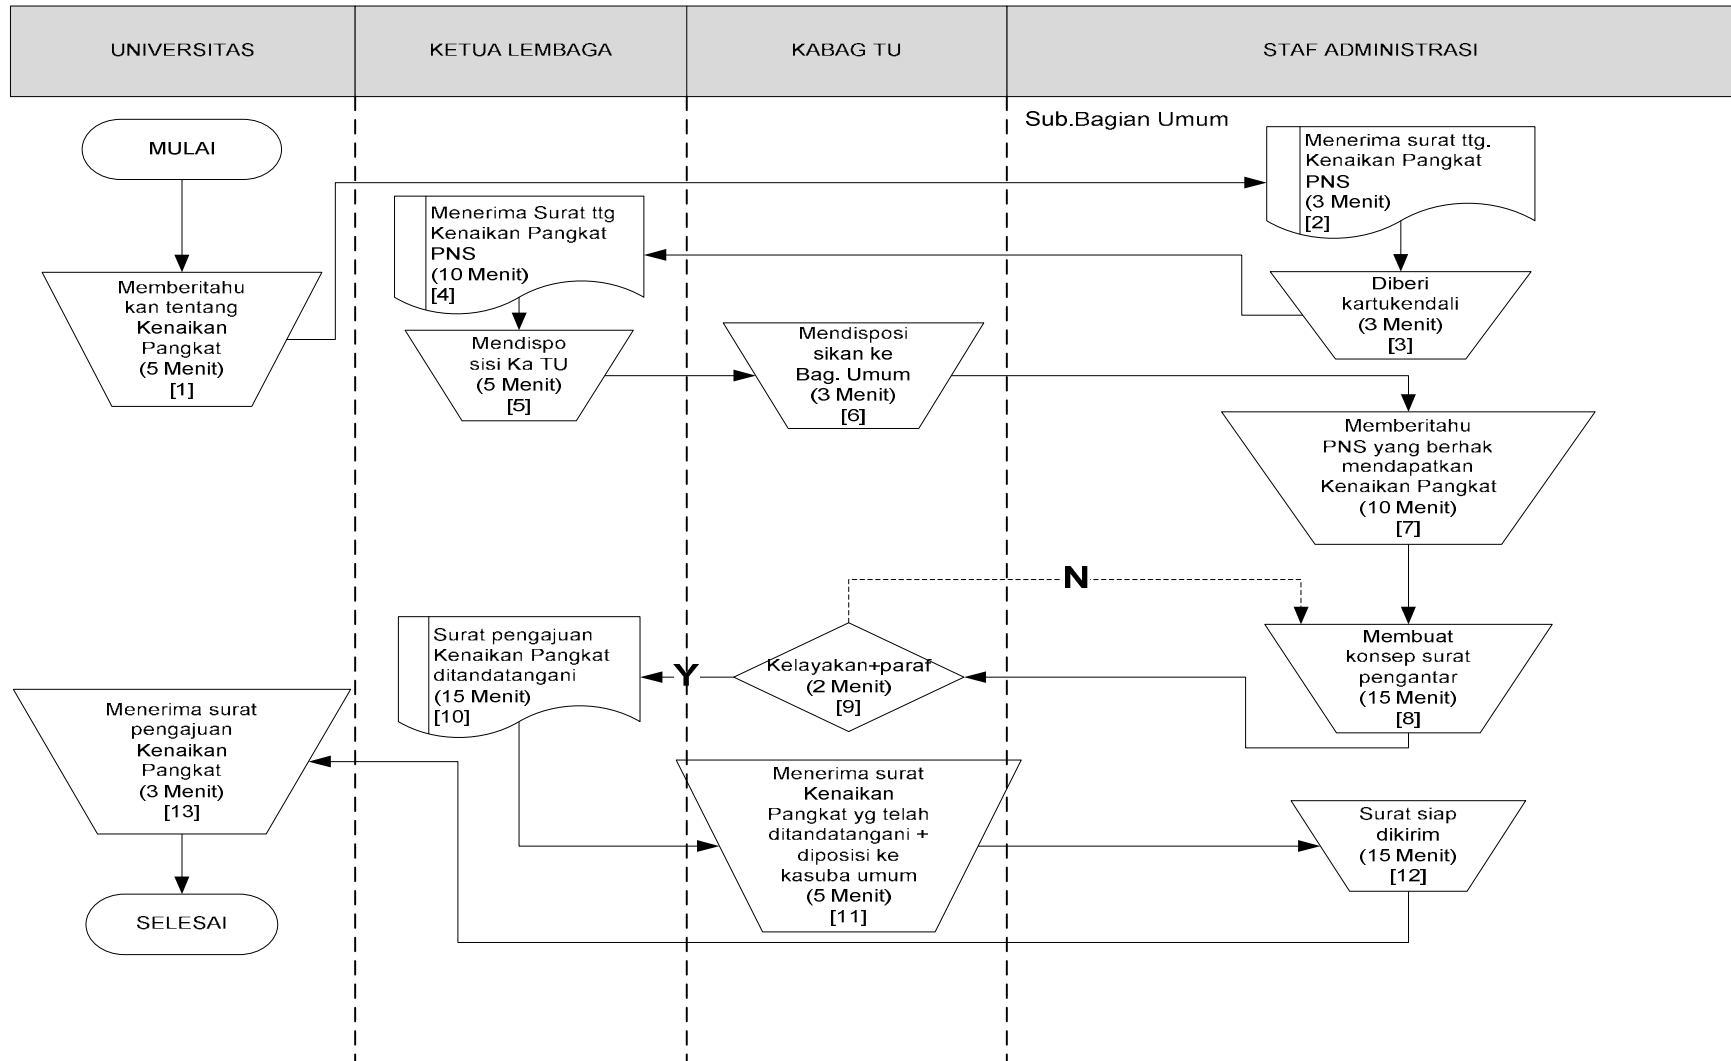 UNIVERSITAS
KETUA LEMBAGA
KABAG TU
STAF ADMINISTRASI
Sub.Bagian Umum
MULAI
Memberitahu
kan tentang
Kenaikan
Pangkat
(5 Menit)
[1]
Menerima surat ttg.
Kenaikan Pangkat
PNS
(3 Menit)
[2]
Diberi
kartukendali
(3 Menit)
[3]
Menerima Surat ttg
Kenaikan Pangkat
PNS
(10 Menit)
[4]
Mendispo
sisi Ka TU
(5 Menit)
[5]
Mendisposi
sikan ke
Bag. Umum
(3 Menit)
[6]
Memberitahu
PNS yang berhak
mendapatkan
Kenaikan Pangkat
(10 Menit)
[7]
N
Membuat
konsep surat
pengantar
(15 Menit)
[8]
Kelayakan+paraf
(2 Menit)
[9]
Y
Surat pengajuan
Kenaikan Pangkat
ditandatangani
(15 Menit)
[10]
Menerima surat
Kenaikan
Pangkat yg telah
ditandatangani +
diposisi ke
kasuba umum
(5 Menit)
[11]
Surat siap
dikirim
(15 Menit)
[12]
Menerima surat
pengajuan
Kenaikan
Pangkat
(3 Menit)
[13]
SELESAI